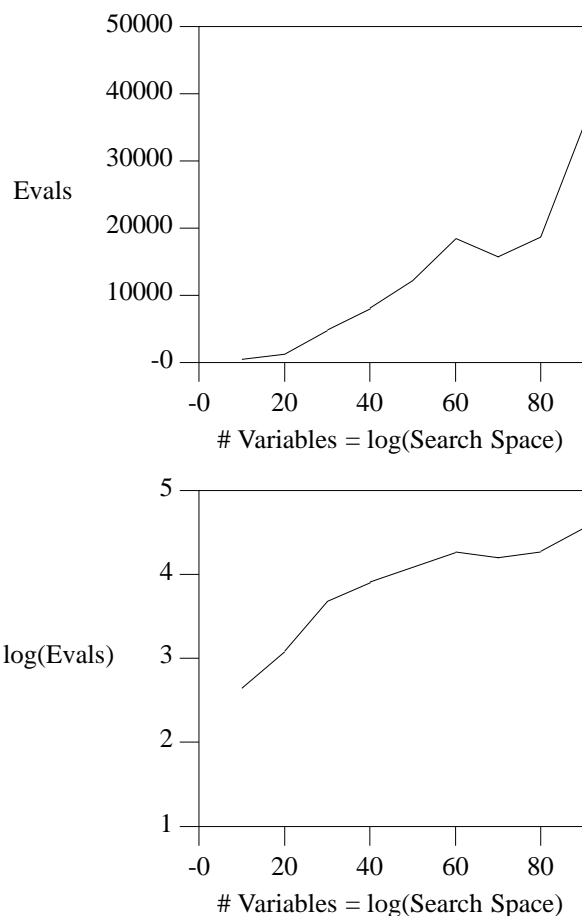 50000
40000
30000
Evals
20000
10000
-0
-0 20 40 60 80
# Variables = log(Search Space)
5
4
3
log(Evals)
2
1
-0 20 40 60 80
# Variables = log(Search Space)